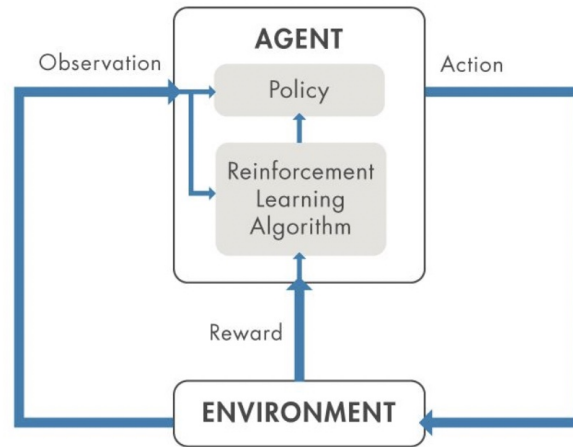 AGENT
Observation
Action
Policy
Reinforcement
Learning
Algorithm
Reward
ENVIRONMENT